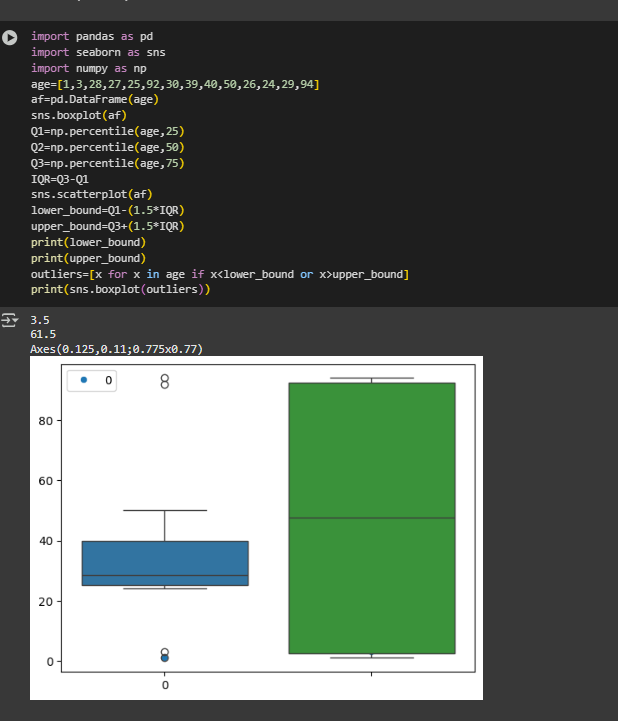 import pandas as pd
import seaborn as sns
import numpy as np
age=[1,3,28,27,25,92,30,39,40,50,26,24,29,94]
af=pd.DataFrame(age)
sns.boxplot(af)
Q1=np.percentile(age,25)
Q2=np.percentile(age,50)
Q3=np.percentile(age,75)
IQR=Q3-Q1
sns.scatterplot(af)
lower_bound=Q1-(1.5*IQR)
upper_bound=Q3+(1.5*IQR)
print(lower_bound)
print(upper_bound)
outliers=[x for x in age if x<lower_bound or x>upper_bound]
print(sns.boxplot(outliers))
3.5
61.5
Axes(0.125,0.11;0.775x0.77)
0
80
60
40
20
0
0